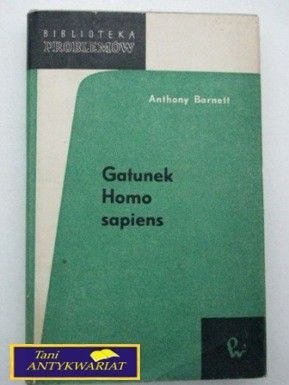 BIBLIOTEKA
PROBLEMÓW
Anthony Barnett
Gatunek
Homo
sapiens
Tani
ANTYKWARIAT